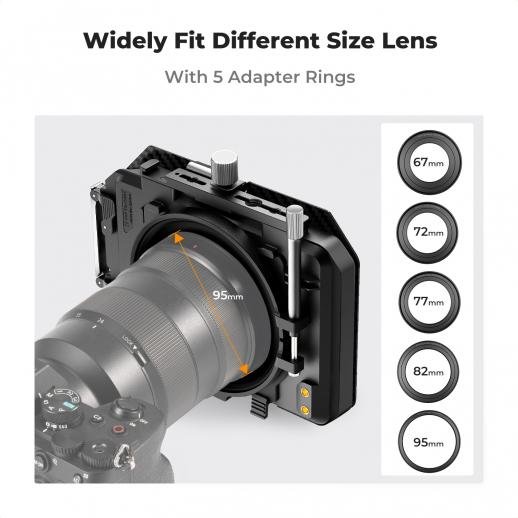 Widely Fit Different Size Lens
With 5 Adapter Rings
67mm
72mm
77mm
82mm
95mm
95mm